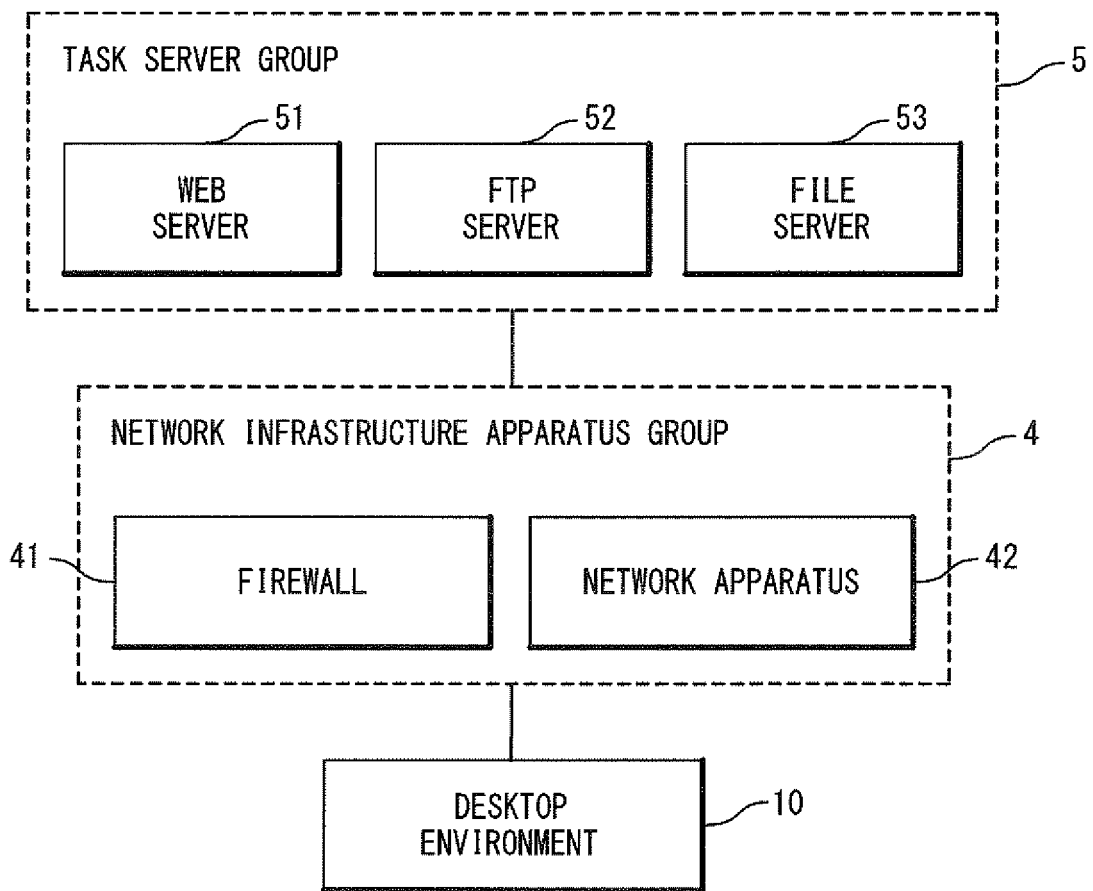 TASK SERVER GROUP
5
51
52
53
WEB
SERVER
FTP
SERVER
FILE
SERVER
NETWORK INFRASTRUCTURE APPARATUS GROUP
4
41
FIREWALL
NETWORK APPARATUS
42
DESKTOP
ENVIRONMENT
10